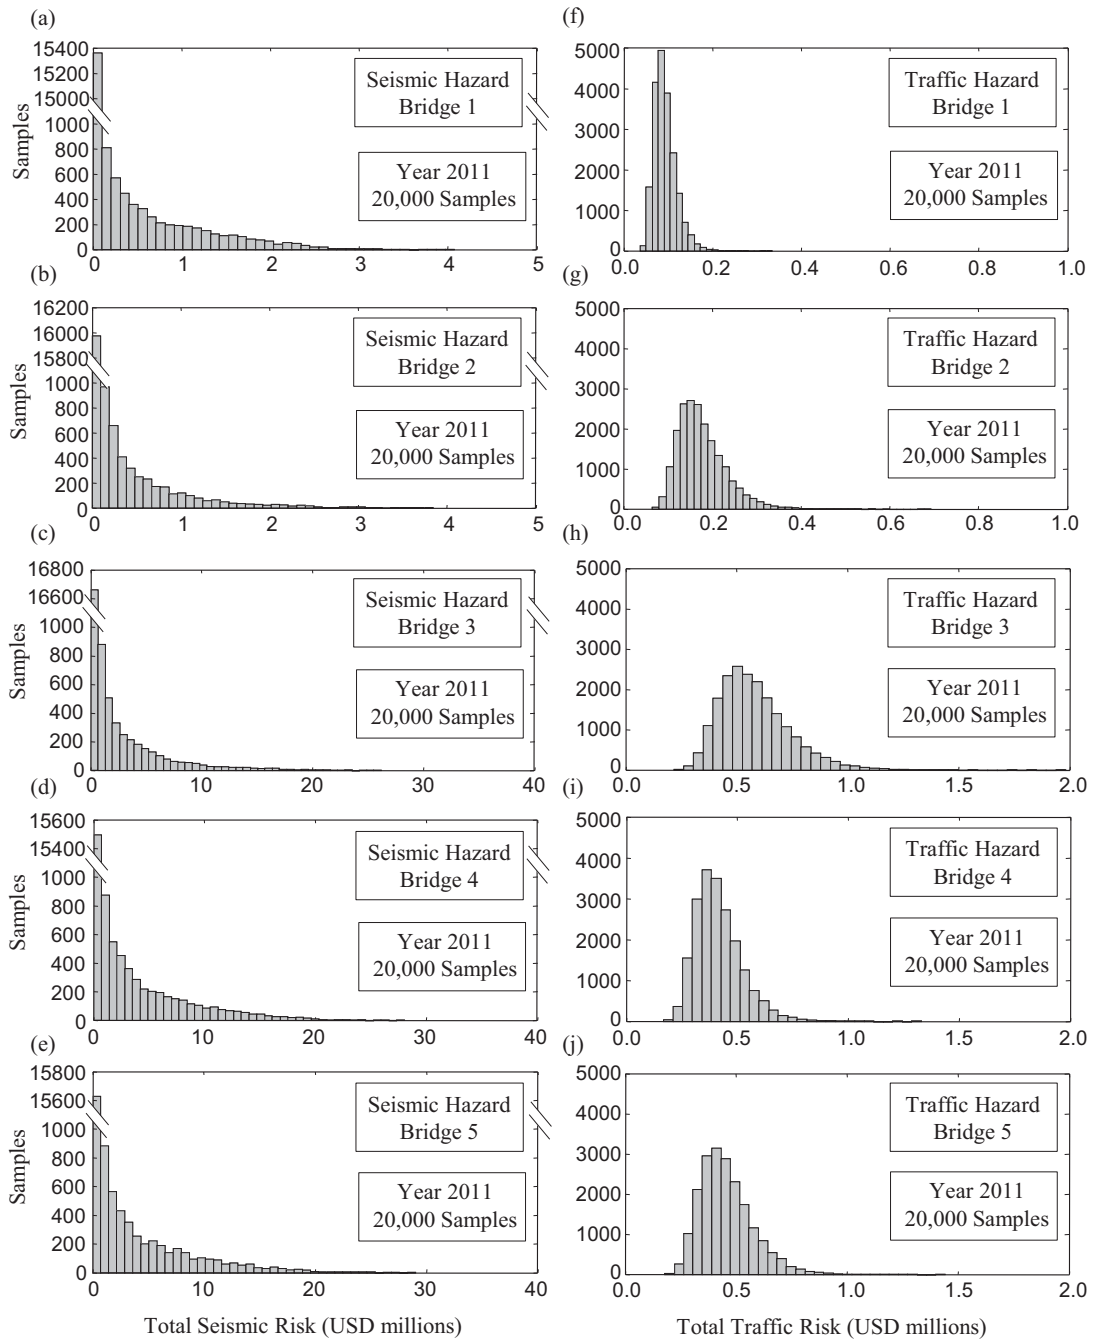 (a)
15400
15200
15000
1000
800
600
400
200
0
Samples
0 1 2 3 4 5
Seismic Hazard
Bridge 1
Year 2011
20,000 Samples
(f)
5000
4000
3000
2000
1000
0
0.0 0.2 0.4 0.6 0.8 1.0
Traffic Hazard
Bridge 1
Year 2011
20,000 Samples
(b)
16200
16000
15800
1000
800
600
400
200
0
Samples
0 1 2 3 4 5
Seismic Hazard
Bridge 2
Year 2011
20,000 Samples
(g)
5000
4000
3000
2000
1000
0
0.0 0.2 0.4 0.6 0.8 1.0
Traffic Hazard
Bridge 2
Year 2011
20,000 Samples
(c)
16800
16600
1000
800
600
400
200
0
Samples
0 10 20 30 40
Seismic Hazard
Bridge 3
Year 2011
20,000 Samples
(h)
5000
4000
3000
2000
1000
0
0.0 0.5 1.0 1.5 2.0
Traffic Hazard
Bridge 3
Year 2011
20,000 Samples
(d)
15600
15400
1000
800
600
400
200
0
Samples
0 10 20 30 40
Seismic Hazard
Bridge 4
Year 2011
20,000 Samples
(i)
5000
4000
3000
2000
1000
0
0.0 0.5 1.0 1.5 2.0
Traffic Hazard
Bridge 4
Year 2011
20,000 Samples
(e)
15800
15600
1000
800
600
400
200
0
Samples
0 10 20 30 40
Seismic Hazard
Bridge 5
Year 2011
20,000 Samples
(j)
5000
4000
3000
2000
1000
0
0.0 0.5 1.0 1.5 2.0
Traffic Hazard
Bridge 5
Year 2011
20,000 Samples
Total Seismic Risk (USD millions)
Total Traffic Risk (USD millions)